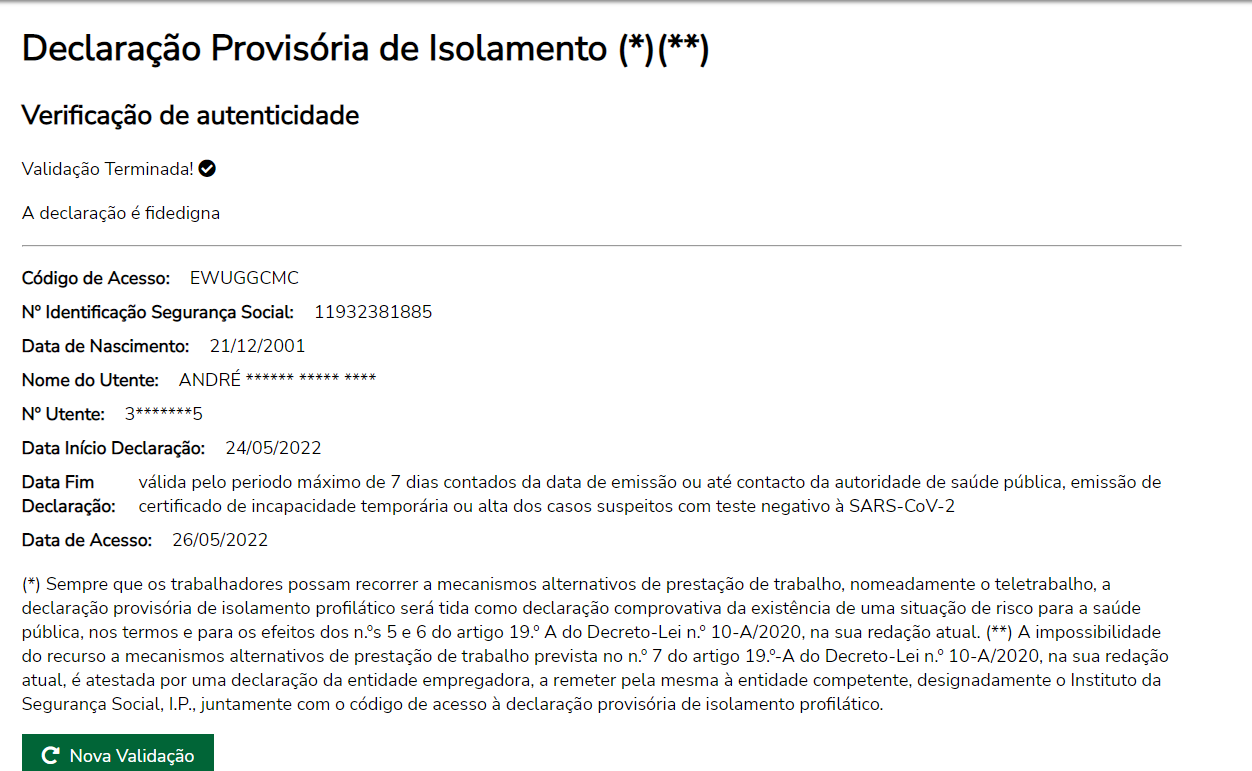 Declaração Provisória de Isolamento (*)(**)
Verificação de autenticidade
Validação Terminada!
A declaração é fidedigna
Código de Acesso: EWUGGCMC
Nº Identificação Segurança Social: 11932381885
Data de Nascimento: 21/12/2001
Nome do Utente: ANDRÉ ****** ***** ****
Nº Utente: 3*******5
Data Início Declaração: 24/05/2022
Data Fim Declaração: válida pelo periodo máximo de 7 dias contados da data de emissão ou até contacto da autoridade de saúde pública, emissão de
certificado de incapacidade temporária ou alta dos casos suspeitos com teste negativo à SARS-CoV-2
Data de Acesso: 26/05/2022
(*) Sempre que os trabalhadores possam recorrer a mecanismos alternativos de prestação de trabalho, nomeadamente o teletrabalho, a
declaração provisória de isolamento profilático será tida como declaração comprovativa da existência de uma situação de risco para a saúde
pública, nos termos e para os efeitos dos n.ºs 5 e 6 do artigo 19.º A do Decreto-Lei n.º 10-A/2020, na sua redação atual. (**) A impossibilidade
do recurso a mecanismos alternativos de prestação de trabalho prevista no n.º 7 do artigo 19.º-A do Decreto-Lei n.º 10-A/2020, na sua redação
atual, é atestada por uma declaração da entidade empregadora, a remeter pela mesma à entidade competente, designadamente o Instituto da
Segurança Social, I.P., juntamente com o código de acesso à declaração provisória de isolamento profilático.
Nova Validação